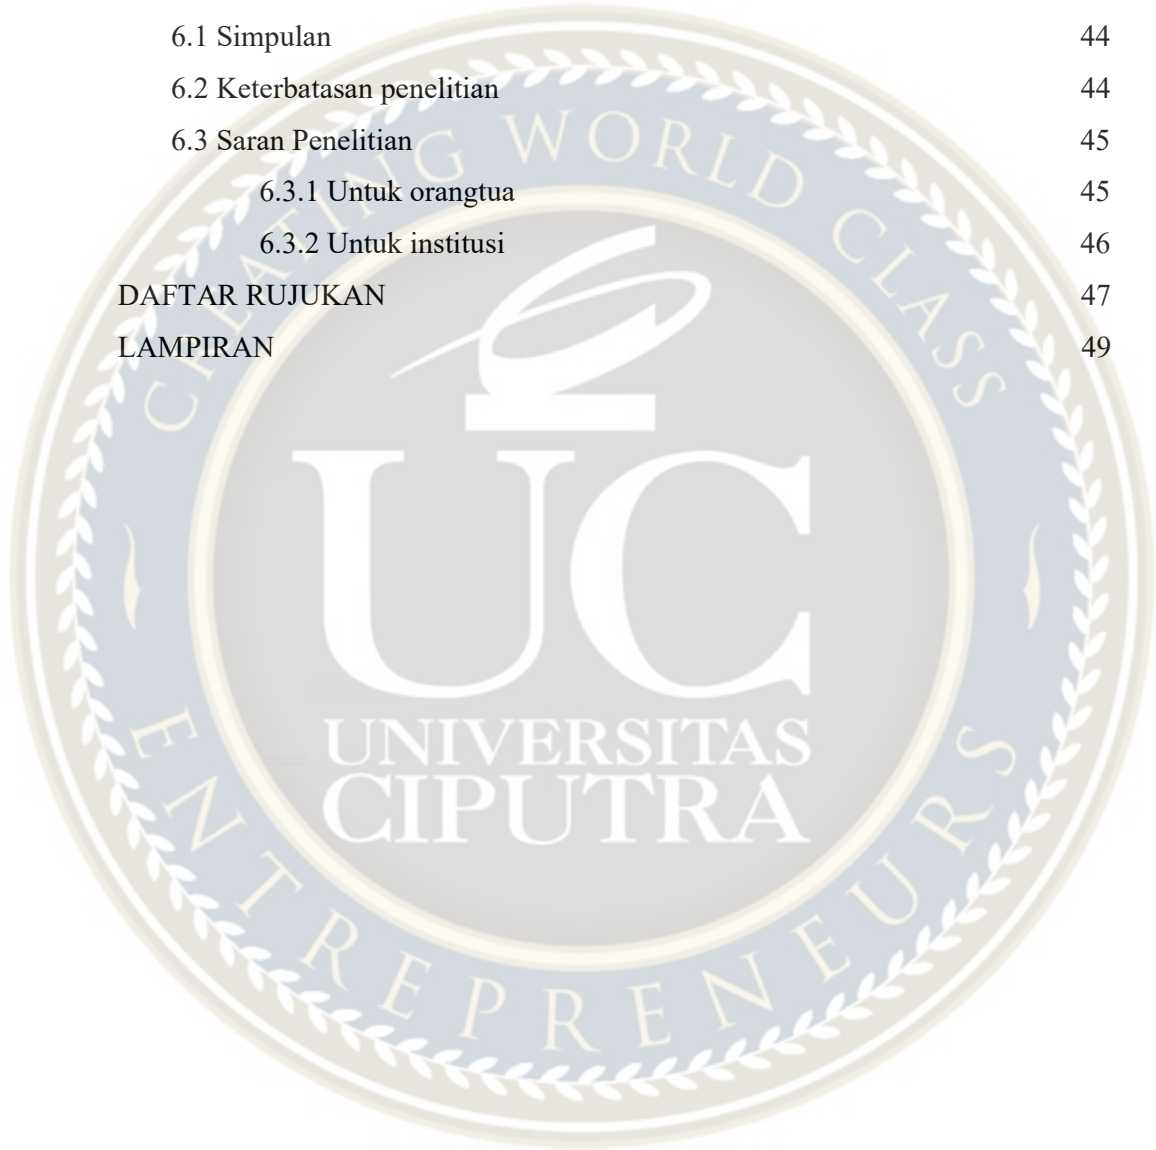 6.1 Simpulan 44
6.2 Keterbatasan penelitian 44
6.3 Saran Penelitian 45
6.3.1 Untuk orangtua 45
6.3.2 Untuk institusi 46
DAFTAR RUJUKAN 47
LAMPIRAN 49
CREATING WORLD CLASS
UC
UNIVERSITAS
CIPUTRA
ENTREPRENEURS